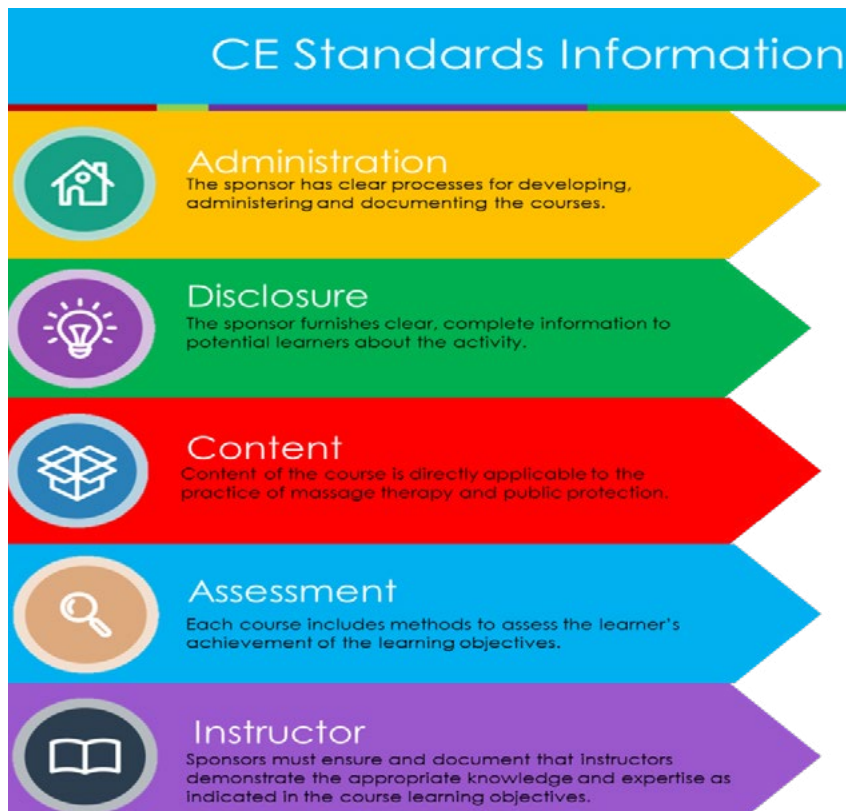 CE Standards Information
Administration
The sponsor has clear processes for developing,
administering and documenting the courses.
Disclosure
The sponsor furnishes clear, complete information to
potential learners about the activity.
Content
Content of the course is directly applicable to the
practice of massage therapy and public protection.
Assessment
Each course includes methods to assess the learner's
achievement of the learning objectives.
Instructor
Sponsors must ensure and document that instructors
demonstrate the appropriate knowledge and expertise as
indicated in the course learning objectives.